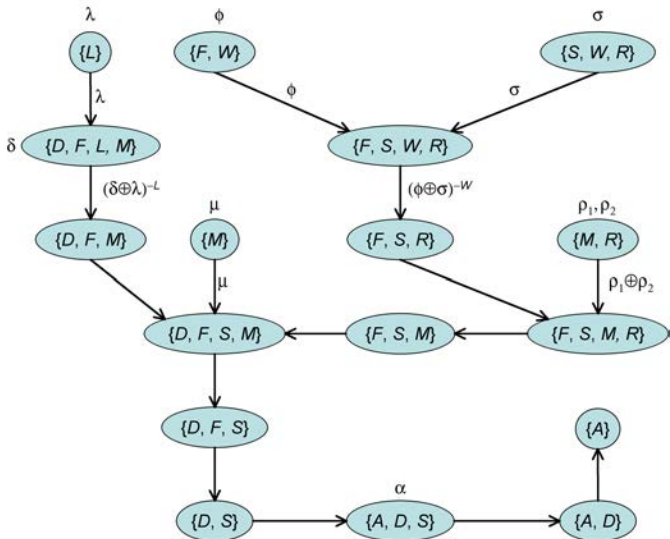 λ φ σ
{L} {F, W} {S, W, R}
λ φ σ
δ {D, F, L, M} {F, S, W, R}
(δ⊕λ)⁻ᴸ (φ⊕σ)⁻ᵂ
μ ρ₁, ρ₂
{D, F, M} {M} {F, S, R} {M, R}
μ ρ₁⊕ρ₂
{D, F, S, M} {F, S, M} {F, S, M, R}
{D, F, S} {A}
α
{D, S} {A, D, S} {A, D}